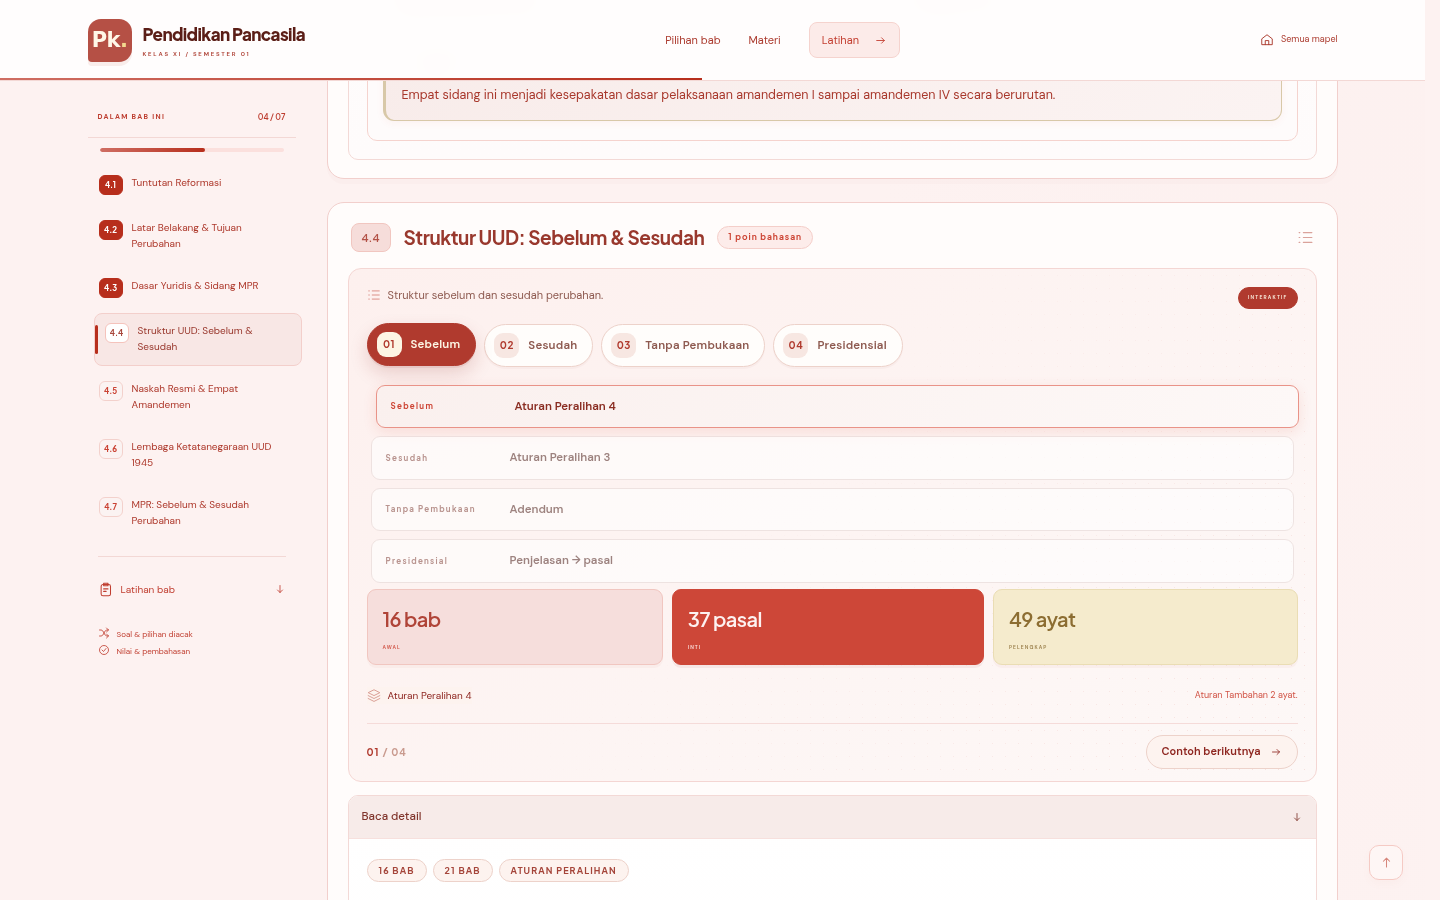 Pk.
Pendidikan Pancasila
KELAS XI / SEMESTER 01
Pilihan bab
Materi
Latihan →
Semua mapel
DALAM BAB INI
04/07
4.1 Tuntutan Reformasi
4.2 Latar Belakang & Tujuan
Perubahan
4.3 Dasar Yuridis & Sidang MPR
4.4 Struktur UUD: Sebelum &
Sesudah
4.5 Naskah Resmi & Empat
Amandemen
4.6 Lembaga Ketatanegaraan UUD
1945
4.7 MPR: Sebelum & Sesudah
Perubahan
Latihan bab ↓
Soal & pilihan diacak
Nilai & pembahasan
Empat sidang ini menjadi kesepakatan dasar pelaksanaan amandemen I sampai amandemen IV secara berurutan.
4.4 Struktur UUD: Sebelum & Sesudah 1 poin bahasan
Struktur sebelum dan sesudah perubahan.
INTERAKTIF
01 Sebelum
02 Sesudah
03 Tanpa Pembukaan
04 Presidensial
Sebelum Aturan Peralihan 4
Sesudah Aturan Peralihan 3
Tanpa Pembukaan Adendum
Presidensial Penjelasan → pasal
16 bab
AWAL
37 pasal
INTI
49 ayat
PELENGKAP
Aturan Peralihan 4
Aturan Tambahan 2 ayat.
01 / 04
Contoh berikutnya →
Baca detail ↓
16 BAB
21 BAB
ATURAN PERALIHAN
↑